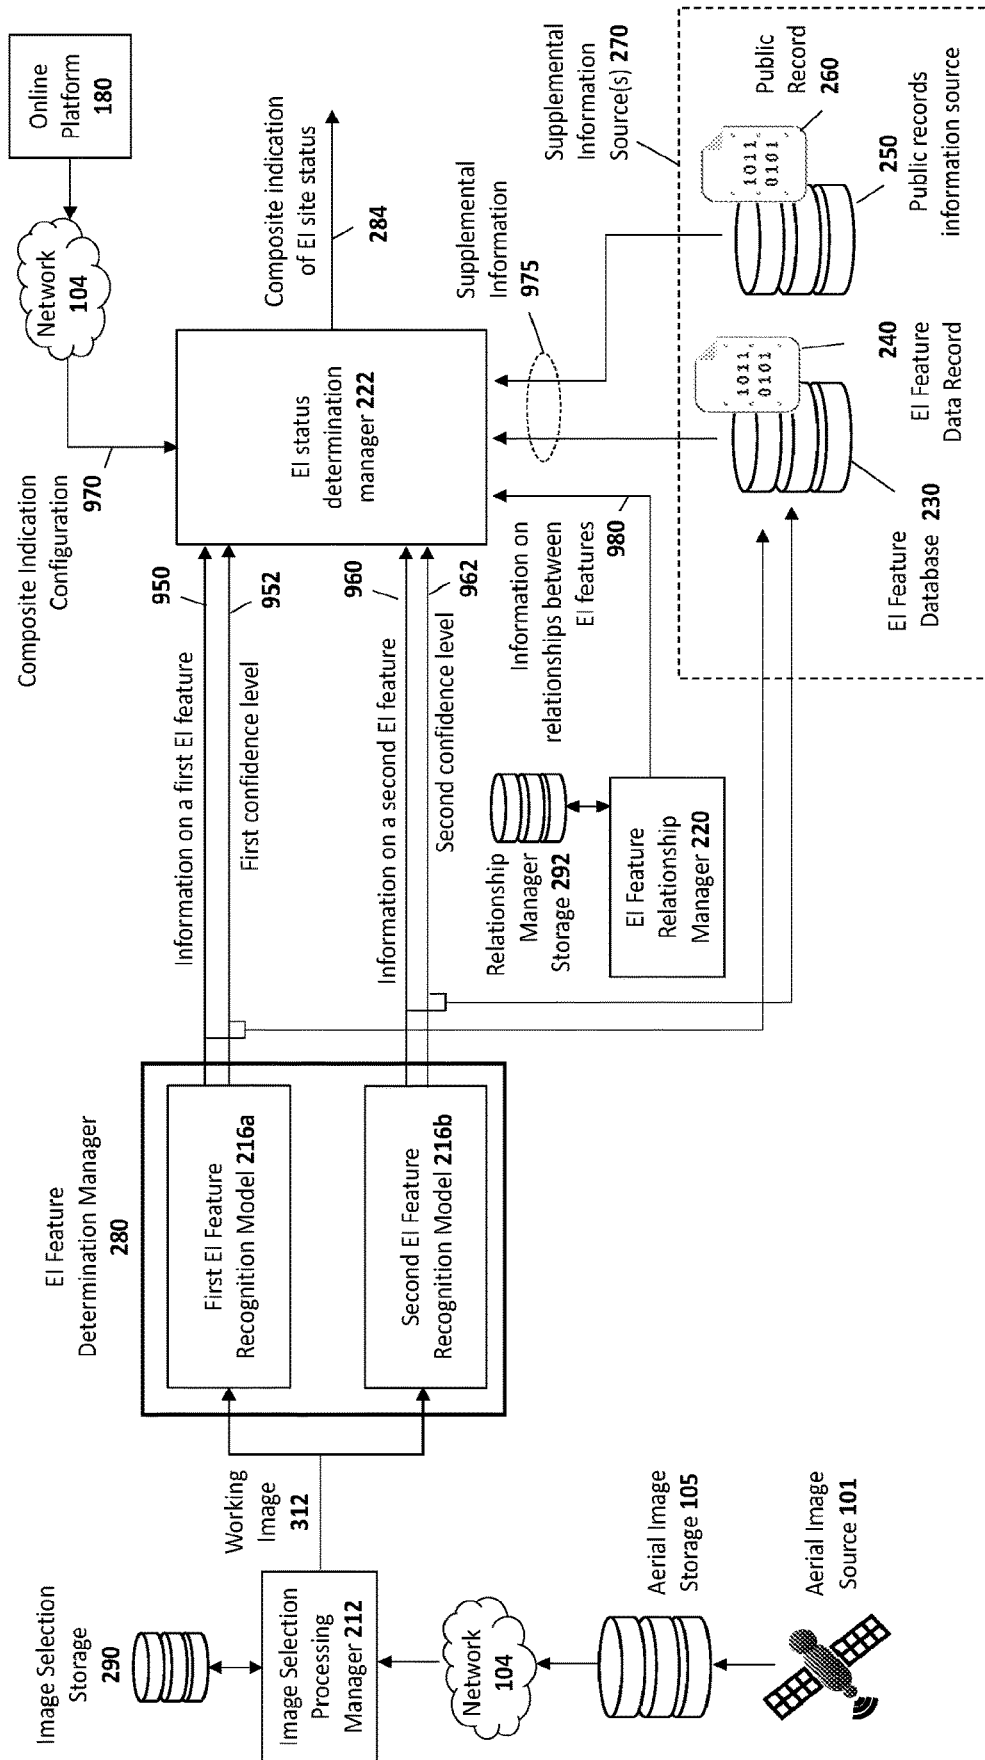 Image Selection
Storage
290
Image Selection
Processing
Manager 212
Network
104
Aerial Image
Storage 105
Aerial Image
Source 101
Working
Image
312
EI Feature
Determination Manager
280
First EI Feature
Recognition Model 216a
Second EI Feature
Recognition Model 216b
Information on a first EI feature
950
First confidence level
952
Information on a second EI feature
960
Second confidence level
962
Relationship
Manager
Storage 292
EI Feature
Relationship
Manager 220
Information on
relationships between
EI features
980
Composite Indication
Configuration
970
Network
104
Online
Platform
180
EI status
determination
manager 222
Composite indication
of EI site status
284
Supplemental
Information
975
Supplemental
Information
Source(s) 270
1011
0101
EI Feature
Database 230
240
EI Feature
Data Record
1011
0101
Public
Record
260
250
Public records
information source